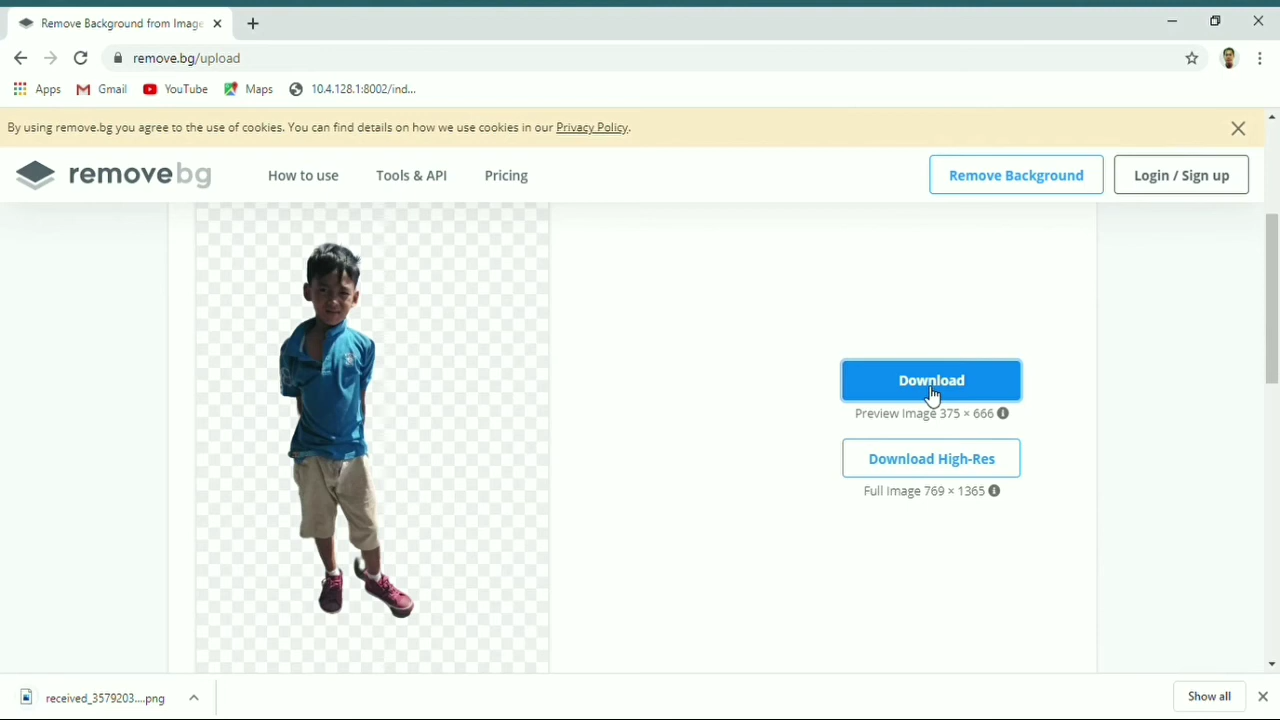 Remove Background from Image
remove.bg/upload
Apps
Gmail
YouTube
Maps
10.4.128.1:8002/ind...
By using remove.bg you agree to the use of cookies. You can find details on how we use cookies in our Privacy Policy.
removebg
How to use
Tools & API
Pricing
Remove Background
Login / Sign up
Download
Preview Image 375 × 666
Download High-Res
Full Image 769 × 1365
received_3579203....png
Show all